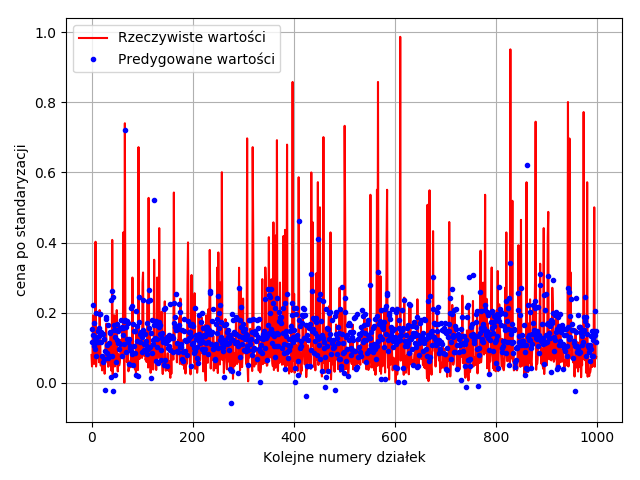 Rzeczywiste wartości
Predygowane wartości
cena po standaryzacji
1.0
0.8
0.6
0.4
0.2
0.0
0 200 400 600 800 1000
Kolejne numery działek